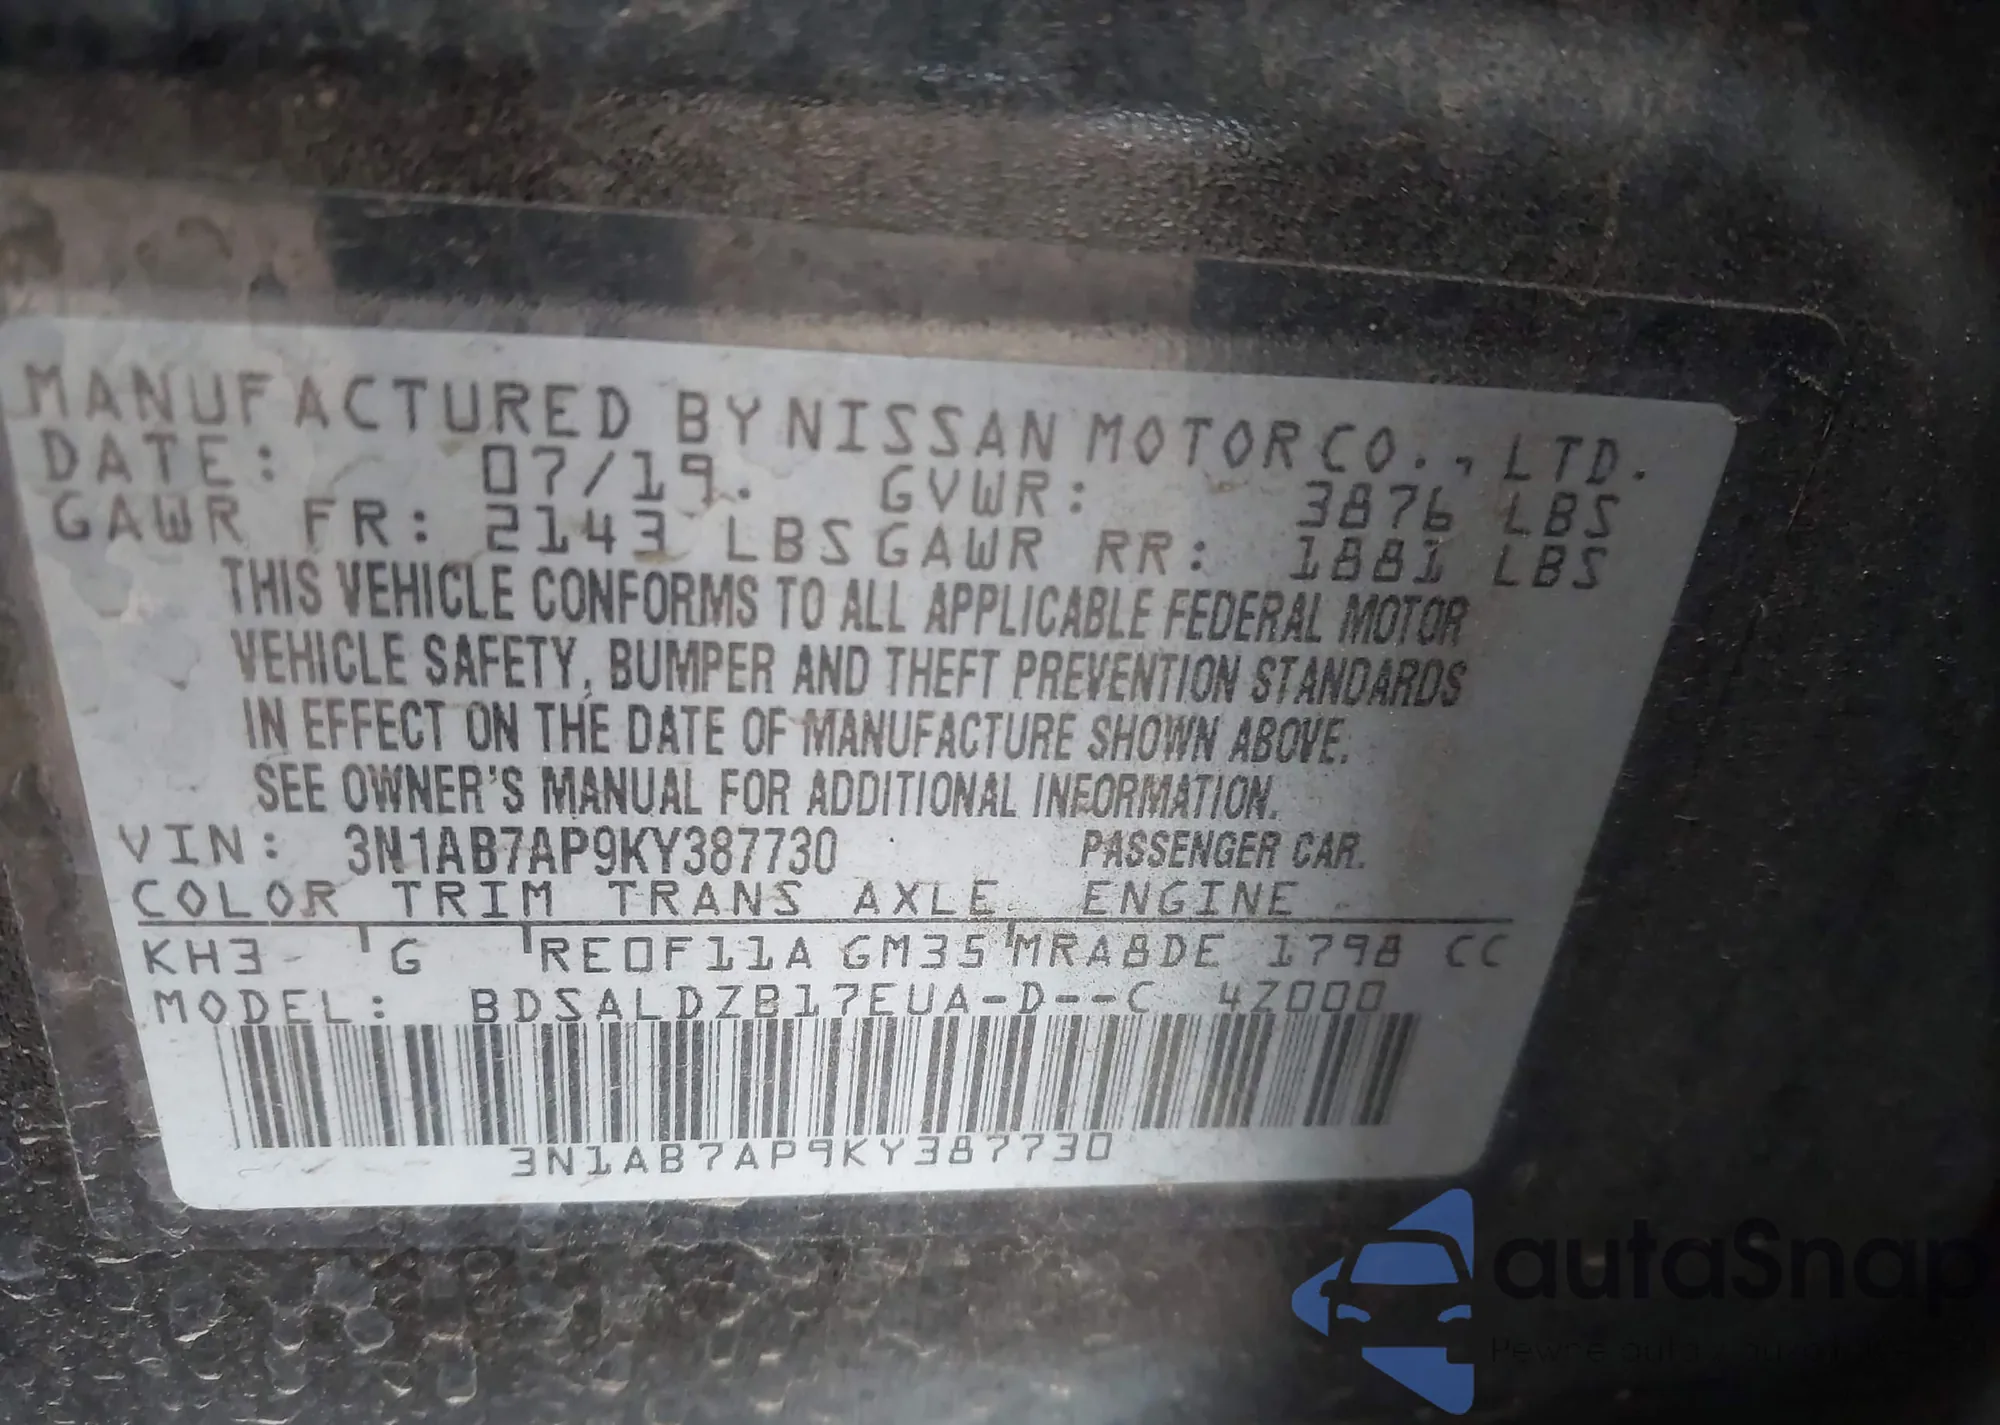 MANUFACTURED BY NISSAN MOTOR CO., LTD.
DATE: 07/19. GVWR: 3876 LBS
GAWR FR: 2143 LBS GAWR RR: 1881 LBS
THIS VEHICLE CONFORMS TO ALL APPLICABLE FEDERAL MOTOR
VEHICLE SAFETY, BUMPER AND THEFT PREVENTION STANDARDS
IN EFFECT ON THE DATE OF MANUFACTURE SHOWN ABOVE.
SEE OWNER'S MANUAL FOR ADDITIONAL INFORMATION.
VIN: 3N1AB7AP9KY387730 PASSENGER CAR.
COLOR TRIM TRANS AXLE ENGINE
KH3 G RE0F11A GM35 MRA8DE 1798 CC
MODEL: BDSALDZB17EUA-D--C 4Z000
3N1AB7AP9KY387730
autaSnap
Pewne auta